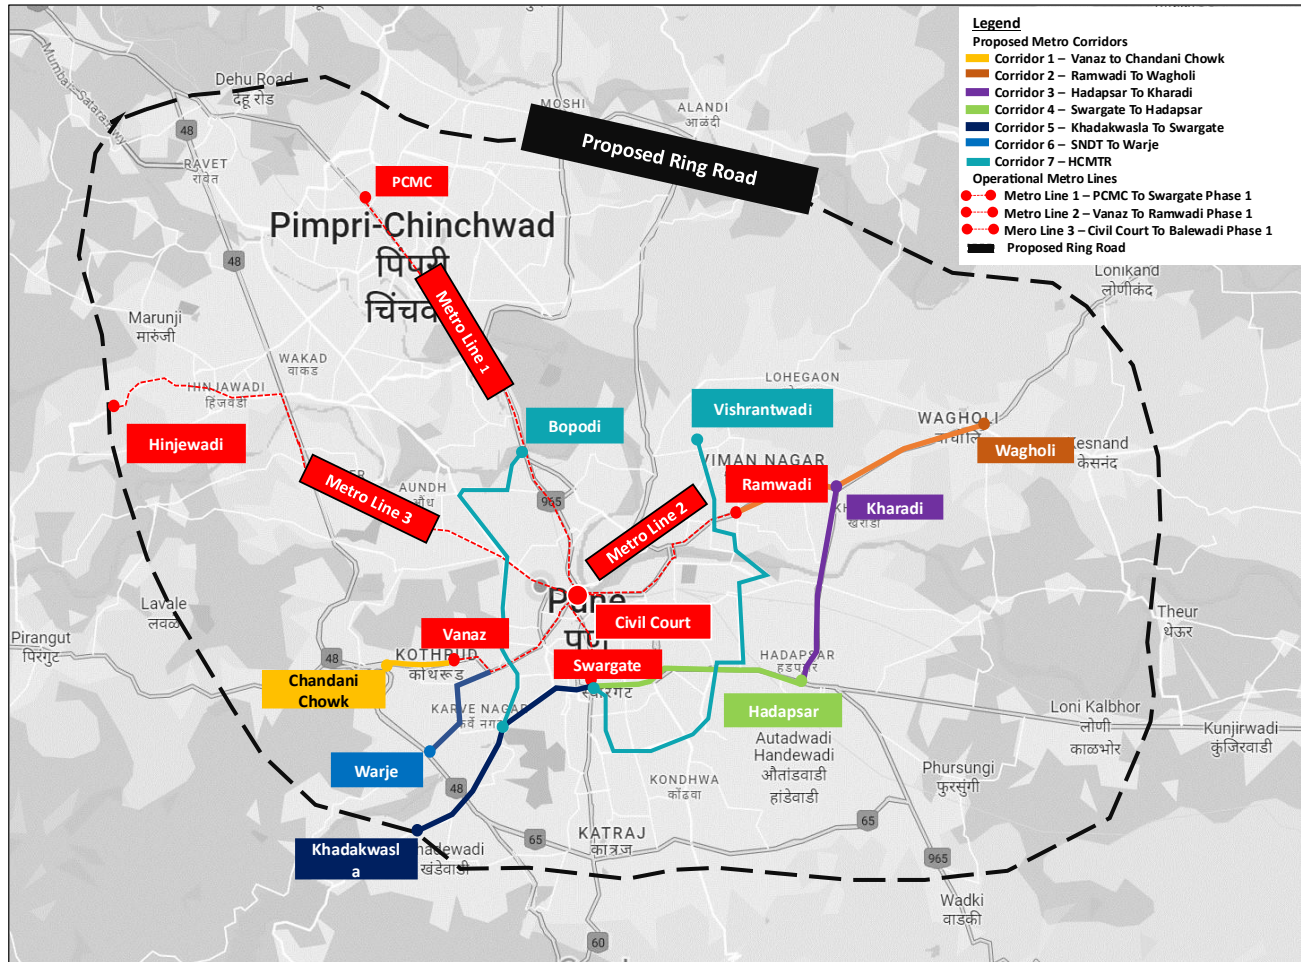 Legend
Proposed Metro Corridors
Corridor 1 – Vanaz to Chandani Chowk
Corridor 2 – Ramwadi To Wagholi
Corridor 3 – Hadapsar To Kharadi
Corridor 4 – Swargate To Hadapsar
Corridor 5 – Khadakwasla To Swargate
Corridor 6 – SNDT To Warje
Corridor 7 – HCMTR
Operational Metro Lines
Metro Line 1 – PCMC To Swargate Phase 1
Metro Line 2 – Vanaz To Ramwadi Phase 1
Mero Line 3 – Civil Court To Balewadi Phase 1
Proposed Ring Road
Dehu Road
देहू रोड
MOSHI
ALANDI
आळंदी
Proposed Ring Road
48
RAVET
रावेत
PCMC
Pimpri-Chinchwad
पिंपरी
48
Lonikand
लोणीकंद
Marunji
मारुंजी
Metro Line 1
WAKAD
वाकड
HINJAWADI
हिंजवडी
LOHEGAON
Hinjewadi
Bopodi
Vishrantwadi
WAGHOLI
Wagholi
केसनंद
VIMAN NAGAR
Ramwadi
Kharadi
खराडी
AUNDH
औंध
965
Metro Line 3
Metro Line 2
Lavale
लवळे
Pune
Civil Court
Theur
थेऊर
Pirangut
पिरंगुट
48
Vanaz
KOTHRUD
कोथरूड
Swargate
स्वारगेट
HADAPSAR
हडपसर
Chandani
Chowk
KARVE NAGAR
Hadapsar
Loni Kalbhor
लोणी
काळभोर
Kunjirwadi
कुंजिरवाडी
Autadwadi
Handewadi
औतांडवाडी
हांडेवाडी
Warje
48
KONDHWA
कोंढवा
Phursungi
फुरसुंगी
Khadakwasl
a
खंडेवाडी
65
KATRAJ
कात्रज
65
965
Wadki
वाडकी
60